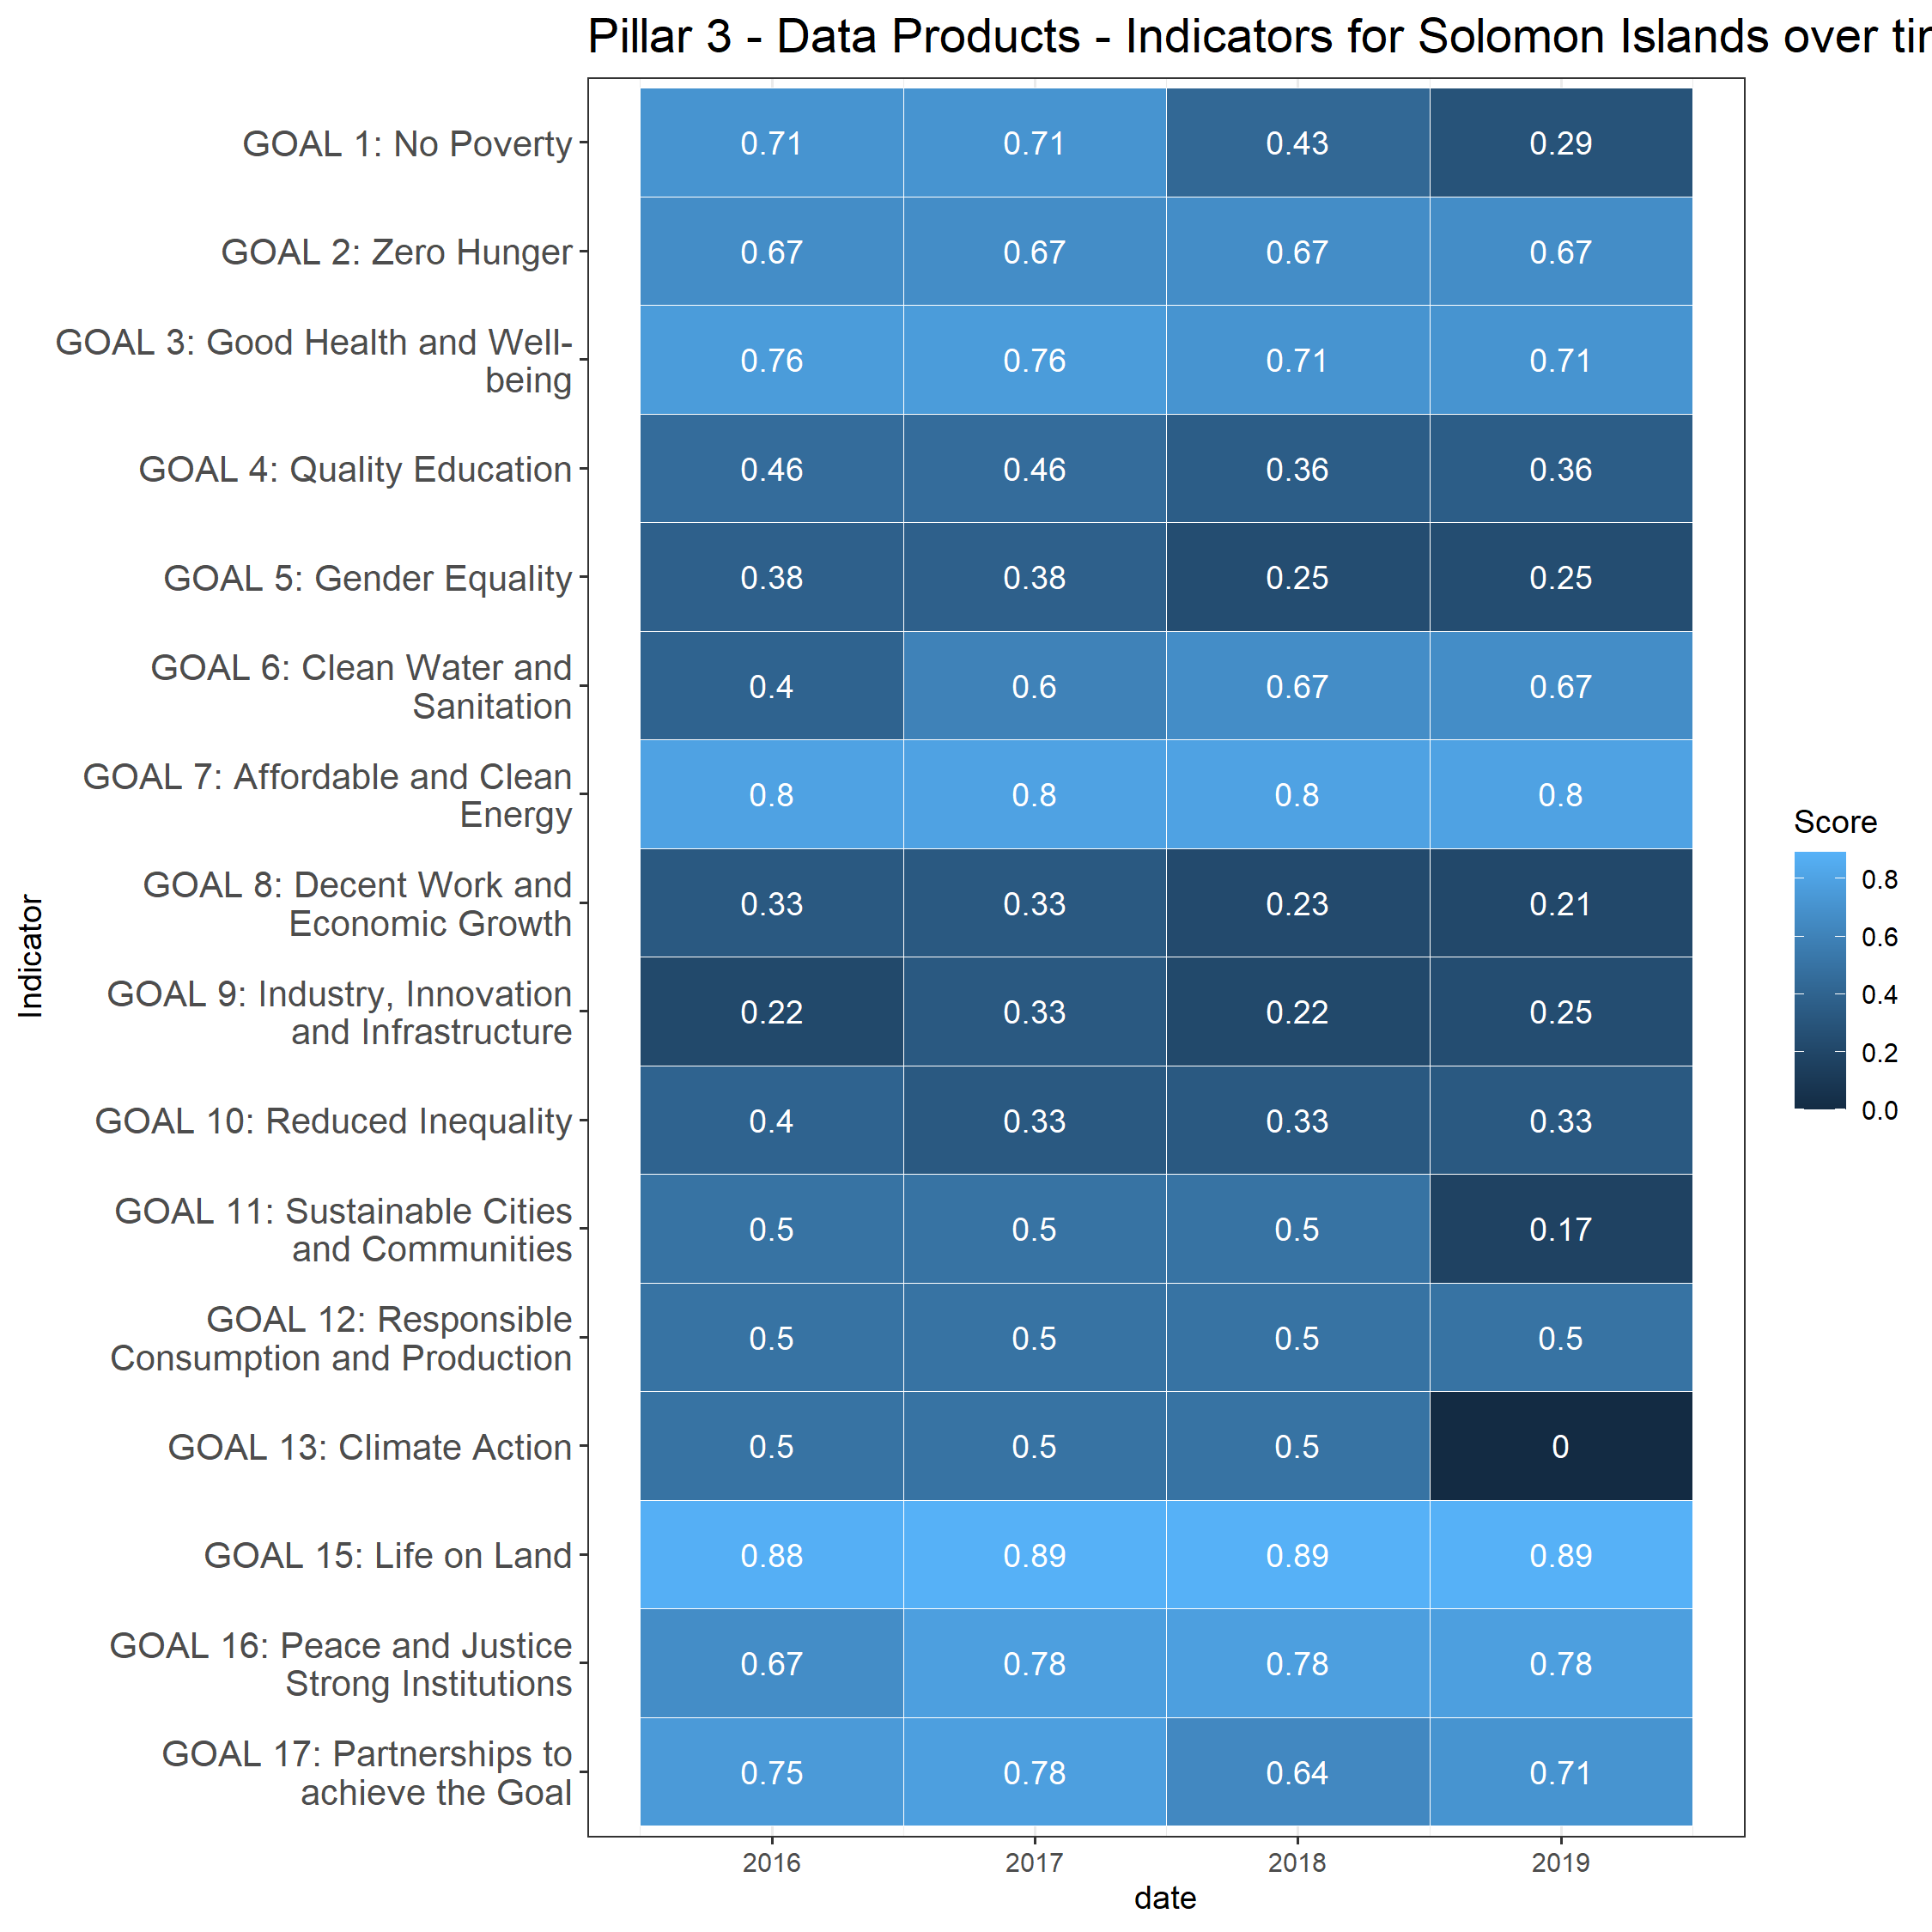 Pillar 3 - Data Products - Indicators for Solomon Islands over
GOAL 1: No Poverty
0.71 0.71 0.43 0.29
GOAL 2: Zero Hunger
0.67 0.67 0.67 0.67
GOAL 3: Good Health and Well-
being
0.76 0.76 0.71 0.71
GOAL 4: Quality Education
0.46 0.46 0.36 0.36
GOAL 5: Gender Equality
0.38 0.38 0.25 0.25
GOAL 6: Clean Water and
Sanitation
0.4 0.6 0.67 0.67
GOAL 7: Affordable and Clean
Energy
0.8 0.8 0.8 0.8
GOAL 8: Decent Work and
Economic Growth
0.33 0.33 0.23 0.21
GOAL 9: Industry, Innovation
and Infrastructure
0.22 0.33 0.22 0.25
GOAL 10: Reduced Inequality
0.4 0.33 0.33 0.33
GOAL 11: Sustainable Cities
and Communities
0.5 0.5 0.5 0.17
GOAL 12: Responsible
Consumption and Production
0.5 0.5 0.5 0.5
GOAL 13: Climate Action
0.5 0.5 0.5 0
GOAL 15: Life on Land
0.88 0.89 0.89 0.89
GOAL 16: Peace and Justice
Strong Institutions
0.67 0.78 0.78 0.78
GOAL 17: Partnerships to
achieve the Goal
0.75 0.78 0.64 0.71
2016 2017 2018 2019
date
Indicator
Score
0.8
0.6
0.4
0.2
0.0